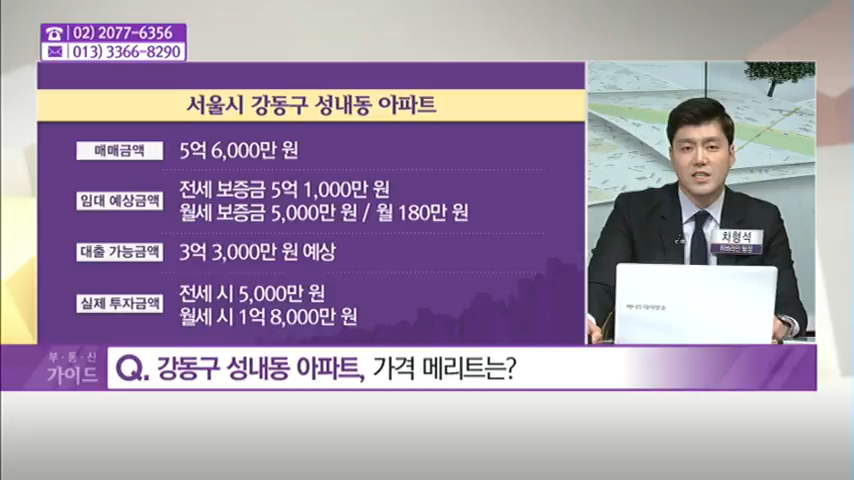 02) 2077-6356
013) 3366-8290
서울시 강동구 성내동 아파트
매매금액
5억 6,000만 원
임대 예상금액
전세 보증금 5억 1,000만 원
월세 보증금 5,000만 원 / 월 180만 원
대출 가능금액
3억 3,000만 원 예상
실제 투자금액
전세 시 5,000만 원
월세 시 1억 8,000만 원
차형석
부·동·산
가이드
Q. 강동구 성내동 아파트, 가격 메리트는?